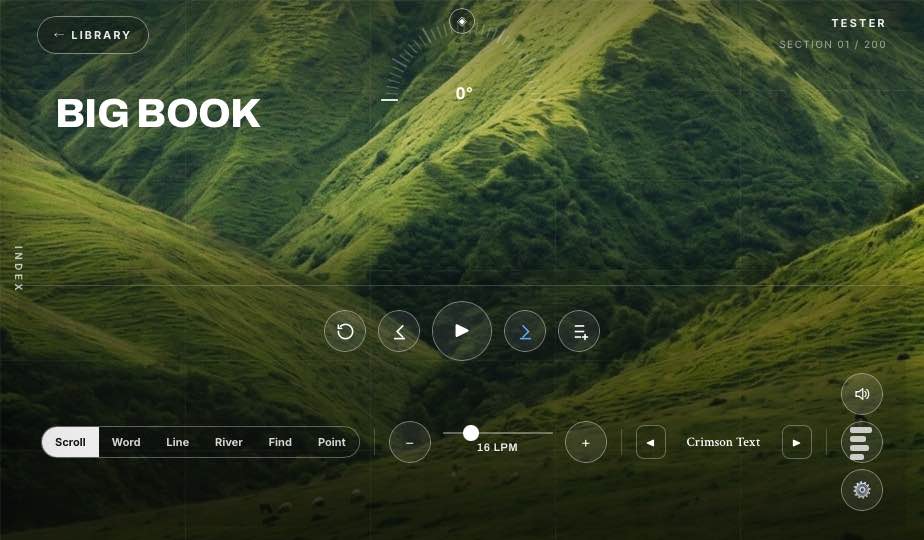 ← LIBRARY
TESTER
SECTION 01 / 200
0°
BIG BOOK
INDEX
Scroll Word Line River Find Point
− 16 LPM +
◀ Crimson Text ▶